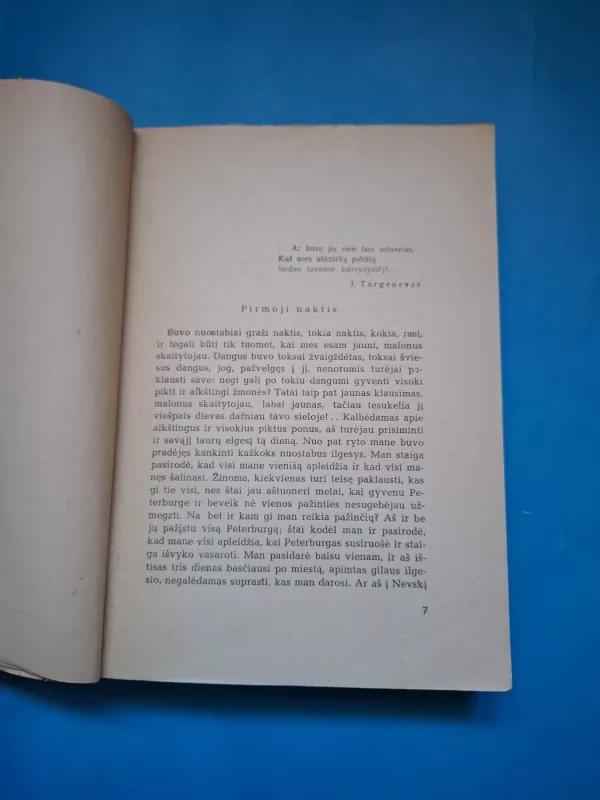 ...Ar buvo jis vien tam sutvertas,
Kad nors akimirką pobūtų
širdies tavosios kaimynystėj?..
I. Turgenevas
Pirmoji naktis
Buvo nuostabiai graži naktis, tokia naktis, kokia, rasi,
ir tegali būti tik tuomet, kai mes esam jauni, malonus
skaitytojau. Dangus buvo toksai žvaigždėtas, toksai švie-
sus dangus, jog, pažvelgęs į jį, nenoromis turėjai pa-
klausti save: negi gali po tokiu dangumi gyventi visoki
pikti ir aikštingi žmonės? Tatai taip pat jaunas klausimas,
malonus skaitytojau, labai jaunas, tačiau tesukelia jį
viešpats dievas dažniau tavo sieloje!.. Kalbėdamas apie
aikštingus ir visokius piktus ponus, aš turėjau prisiminti
ir savąjį taurų elgesį tą dieną. Nuo pat ryto mane buvo
pradėjęs kankinti kažkoks nuostabus ilgesys. Man staiga
pasirodė, kad visi mane vienišą apleidžia ir kad visi ma-
nęs šalinasi. Žinoma, kiekvienas turi teisę paklausti, kas
gi tie visi, nes štai jau aštuoneri metai, kai gyvenu Pe-
terburge ir beveik nė vienos pažinties nesugebėjau už-
megzti. Na bet ir kam gi man reikia pažinčių? Aš ir be
jų pažįstu visą Peterburgą; štai kodėl man ir pasirodė,
kad mane visi apleidžia, kai Peterburgas susiruošė ir stai-
ga išvyko vasaroti. Man pasidarė baisu vienam, ir aš iš-
tisas tris dienas basčiausi po miestą, apimtas gilaus ilge-
sio, negalėdamas suprasti, kas man darosi. Ar aš į Nevskį
7